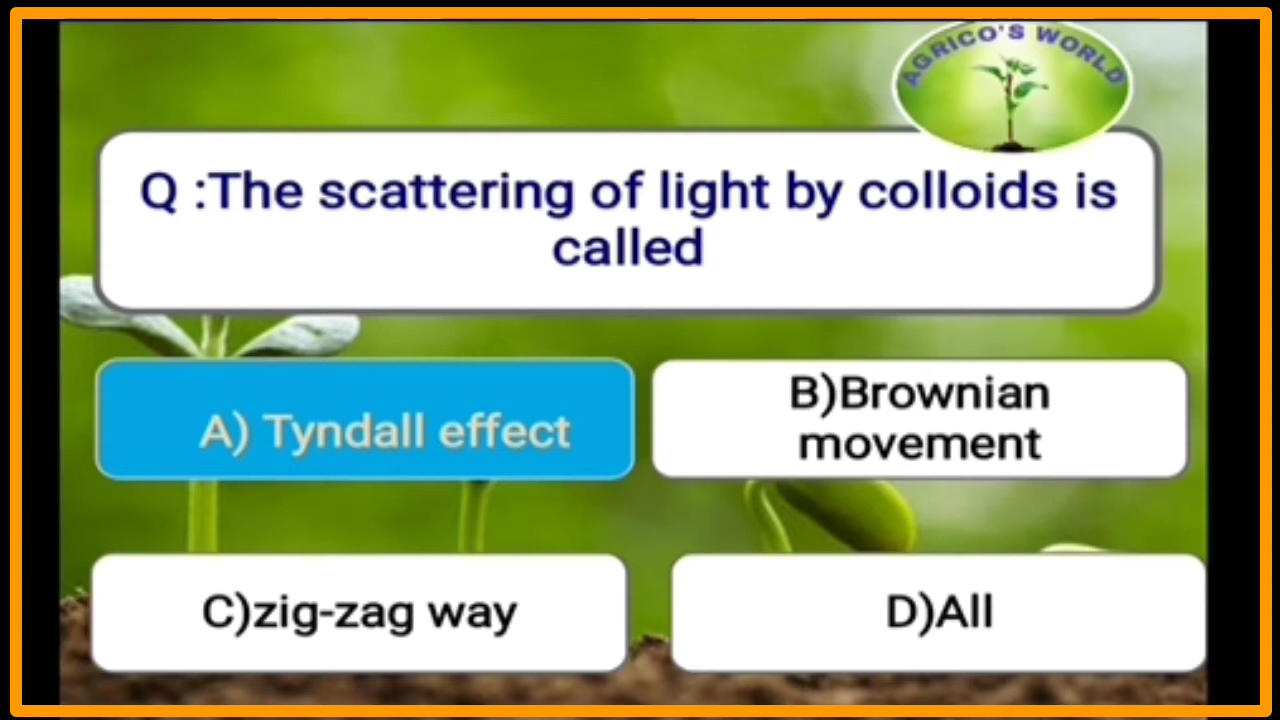 AGRICO'S WORLD
Q :The scattering of light by colloids is
called
A) Tyndall effect
B)Brownian
movement
C)zig-zag way
D)All